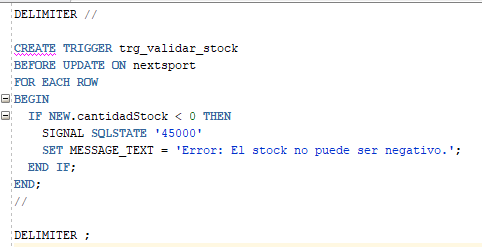 DELIMITER //
CREATE TRIGGER trg_validar_stock
BEFORE UPDATE ON nextsport
FOR EACH ROW
BEGIN
IF NEW.cantidadStock < 0 THEN
SIGNAL SQLSTATE '45000'
SET MESSAGE_TEXT = 'Error: El stock no puede ser negativo.';
END IF;
END;
//
DELIMITER ;